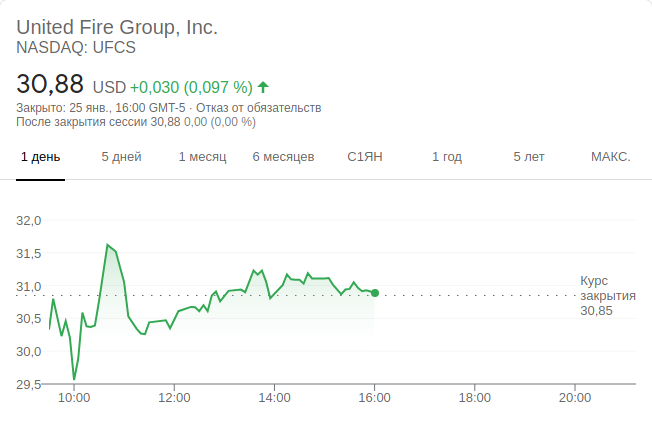 United Fire Group, Inc.
NASDAQ: UFCS
30,88 USD +0,030 (0,097 %)
Закрыто: 25 янв., 16:00 GMT-5 · Отказ от обязательств
После закрытия сессии 30,88 0,00 (0,00 %)
1 день 5 дней 1 месяц 6 месяцев С1ЯН 1 год 5 лет МАКС.
32,0
31,5
31,0
30,5
30,0
29,5
Курс
закрытия
30,85
10:00 12:00 14:00 16:00 18:00 20:00